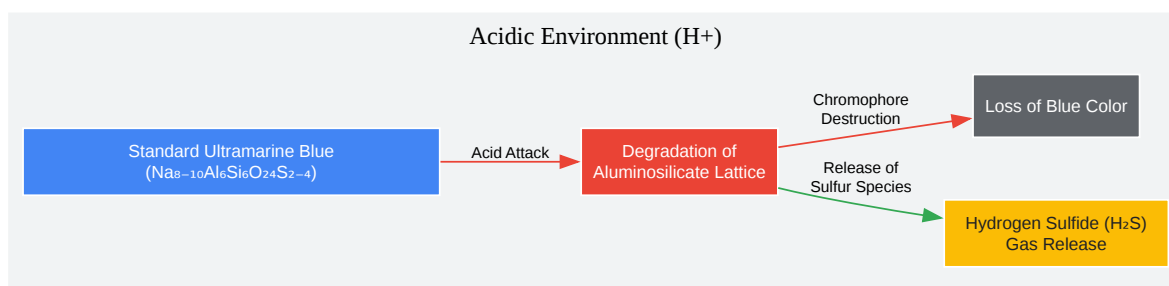 Acidic Environment (H+)
Standard Ultramarine Blue
(Na₈₋₁₀Al₆Si₆O₂₄S₂₋₄)
Acid Attack
Degradation of
Aluminosilicate Lattice
Chromophore
Destruction
Loss of Blue Color
Release of
Sulfur Species
Hydrogen Sulfide (H₂S)
Gas Release